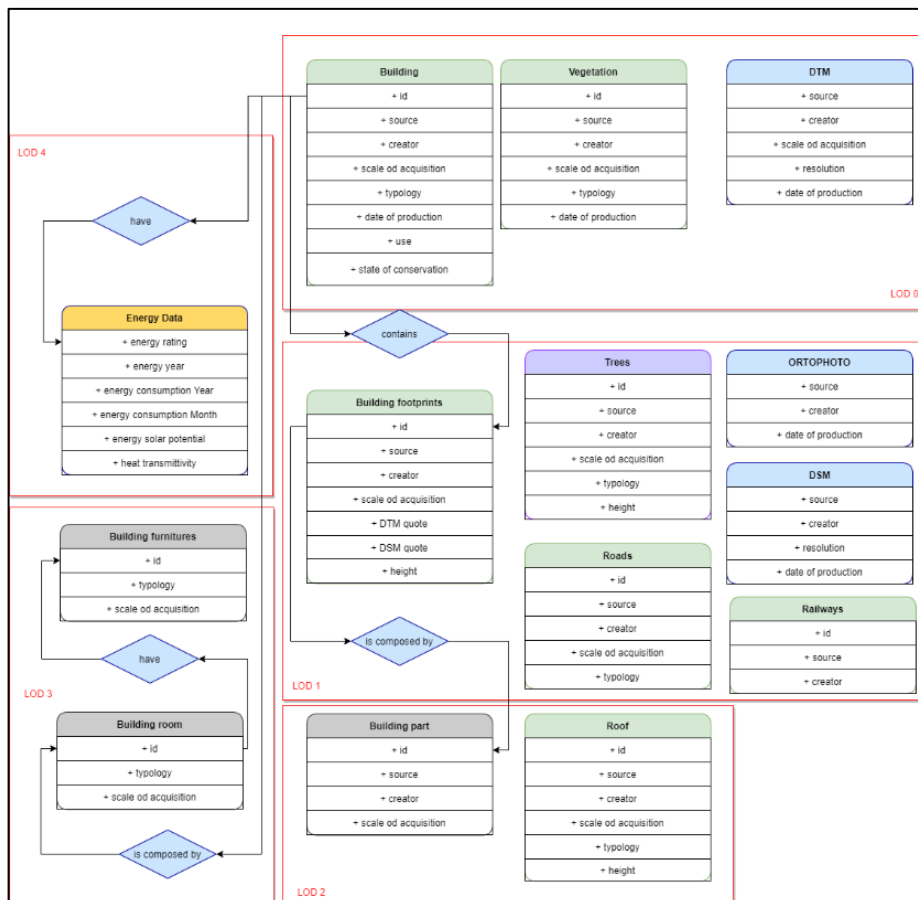 Building
+ id
+ source
+ creator
+ scale od acquisition
+ typology
+ date of production
+ use
+ state of conservation
Vegetation
+ id
+ source
+ creator
+ scale od acquisition
+ typology
+ date of production
DTM
+ source
+ creator
+ scale od acquisition
+ resolution
+ date of production
LOD 0
LOD 4
have
Energy Data
+ energy rating
+ energy year
+ energy consumption Year
+ energy consumption Month
+ energy solar potential
+ heat transmittivity
contains
Building footprints
+ id
+ source
+ creator
+ scale od acquisition
+ DTM quote
+ DSM quote
+ height
Trees
+ id
+ source
+ creator
+ scale od acquisition
+ typology
+ height
ORTOPHOTO
+ source
+ creator
+ date of production
DSM
+ source
+ creator
+ resolution
+ date of production
Roads
+ id
+ source
+ creator
+ scale od acquisition
+ typology
Railways
+ id
+ source
+ creator
is composed by
LOD 1
Building furnitures
+ id
+ typology
+ scale od acquisition
have
LOD 3
Building room
+ id
+ typology
+ scale od acquisition
is composed by
Building part
+ id
+ source
+ creator
+ scale od acquisition
Roof
+ id
+ source
+ creator
+ scale od acquisition
+ typology
+ height
LOD 2